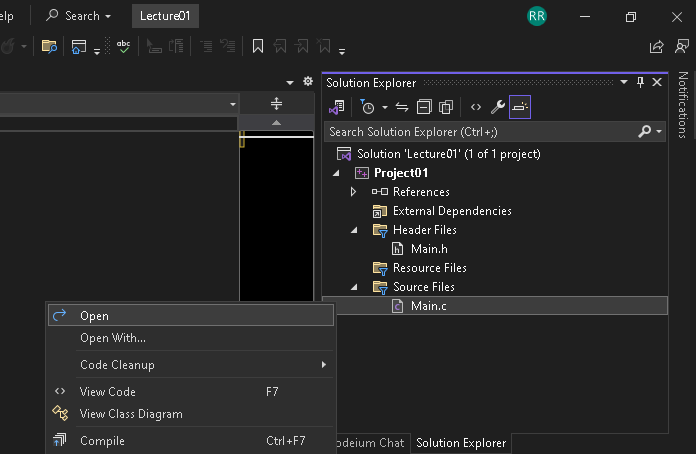 lp
Search
Lecture01
RR
abc
Solution Explorer
Search Solution Explorer (Ctrl+;)
Solution 'Lecture01' (1 of 1 project)
Project01
References
External Dependencies
Header Files
Main.h
Resource Files
Source Files
Main.c
Open
Open With...
Code Cleanup
View Code F7
View Class Diagram
Compile Ctrl+F7
odeium Chat
Solution Explorer
Notifications